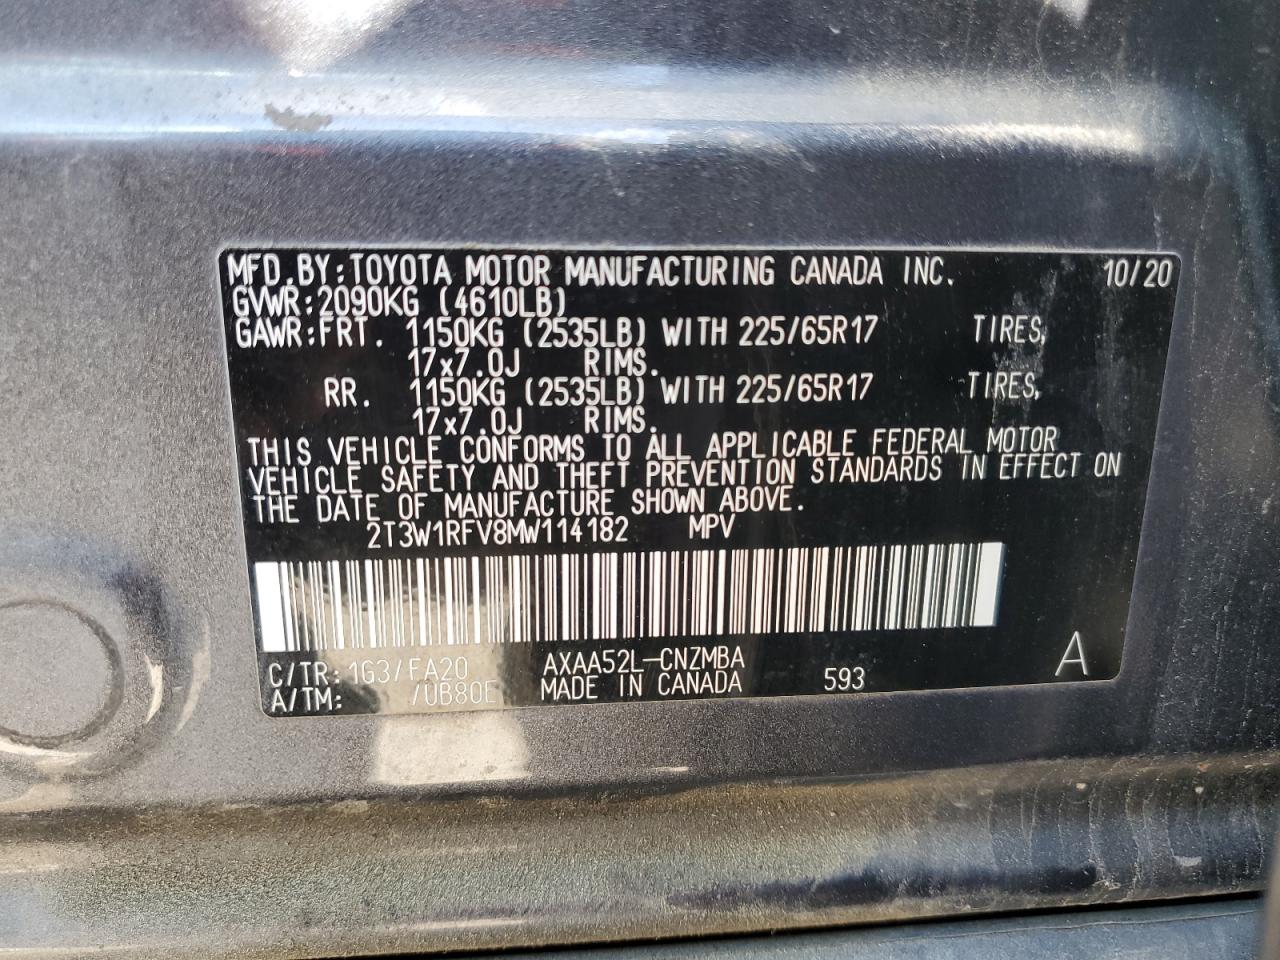 MFD.BY:TOYOTA MOTOR MANUFACTURING CANADA INC. 10/20
GVWR:2090KG (4610LB)
GAWR:FRT. 1150KG (2535LB) WITH 225/65R17 TIRES,
17x7.0J RIMS.
RR. 1150KG (2535LB) WITH 225/65R17 TIRES,
17x7.0J RIMS.
THIS VEHICLE CONFORMS TO ALL APPLICABLE FEDERAL MOTOR
VEHICLE SAFETY AND THEFT PREVENTION STANDARDS IN EFFECT ON
THE DATE OF MANUFACTURE SHOWN ABOVE.
2T3W1RFV8MW114182 MPV
C/TR:1G3/FA20 AXAA52L-CNZMBA A
A/TM: /UB80E MADE IN CANADA 593